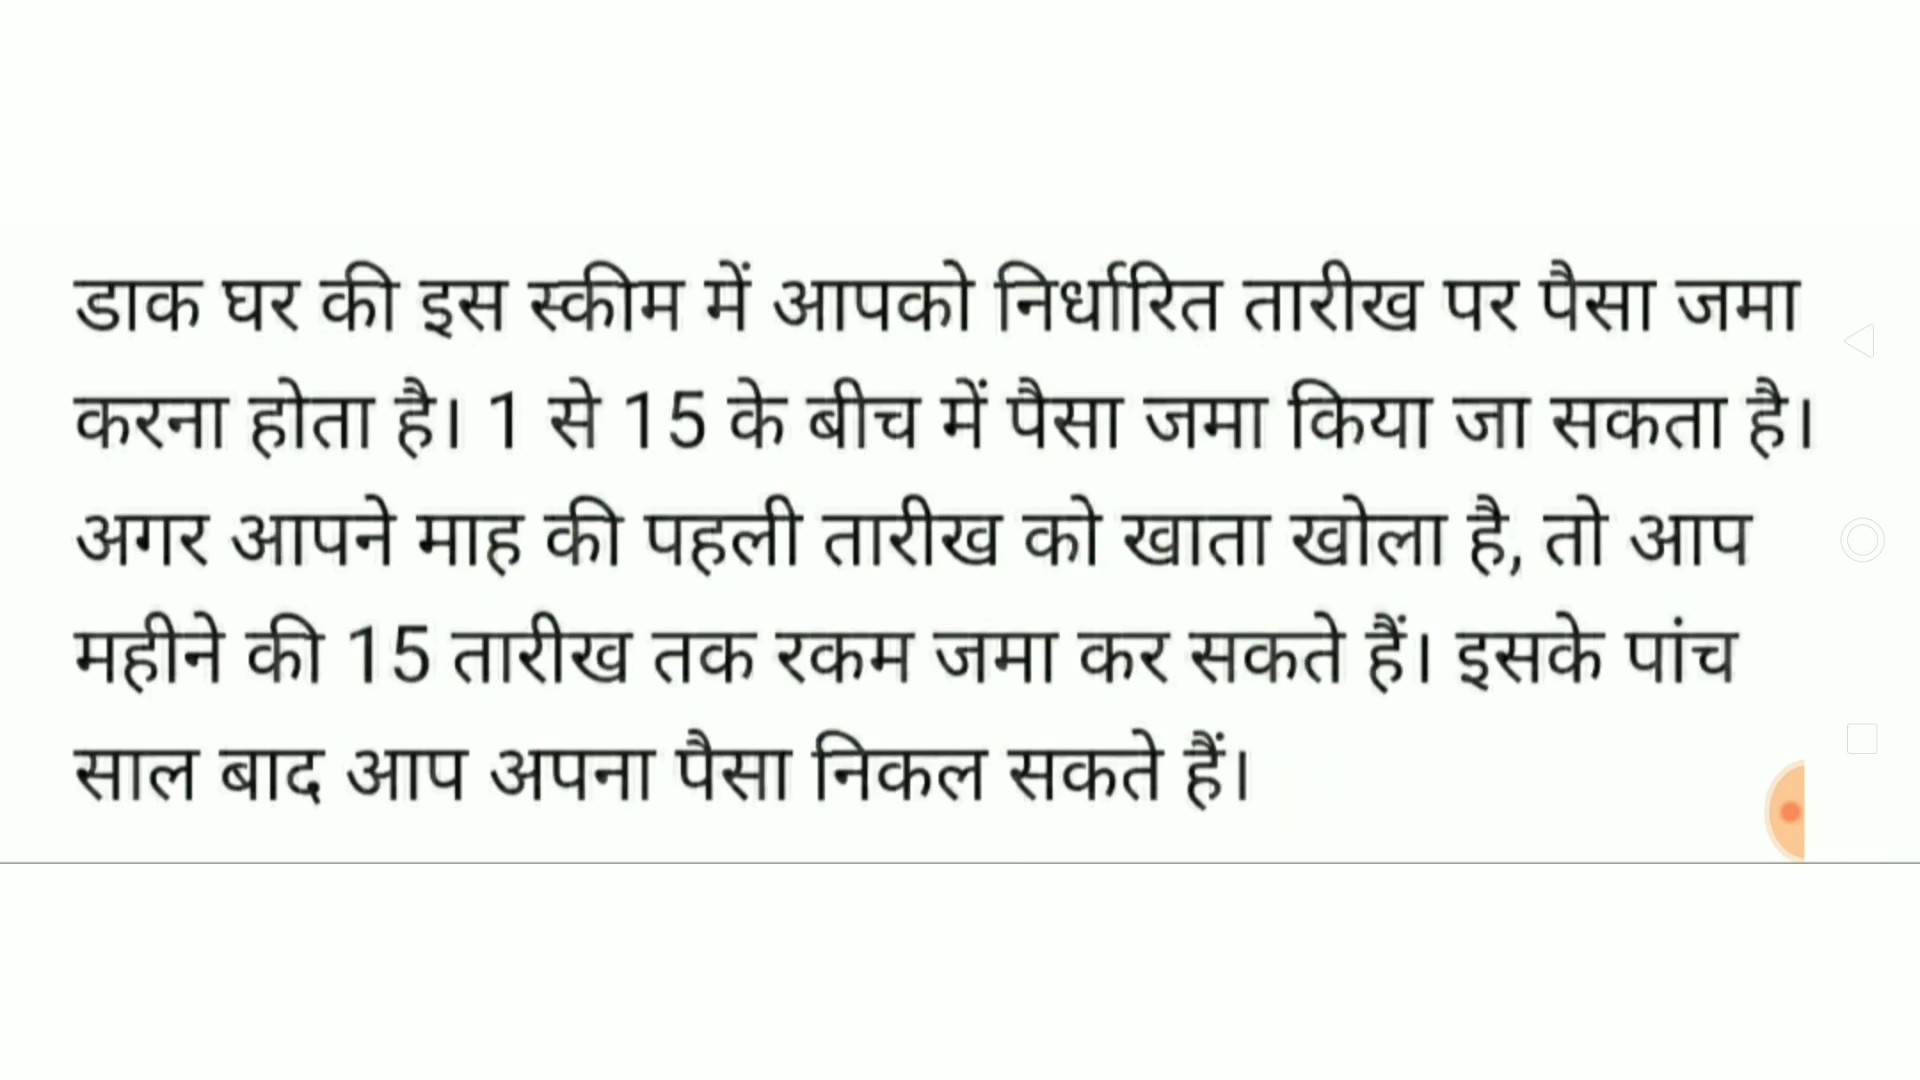 डाक घर की इस स्कीम में आपको निर्धारित तारीख पर पैसा जमा
करना होता है। 1 से 15 के बीच में पैसा जमा किया जा सकता है।
अगर आपने माह की पहली तारीख को खाता खोला है, तो आप
महीने की 15 तारीख तक रकम जमा कर सकते हैं। इसके पांच
साल बाद आप अपना पैसा निकल सकते हैं।